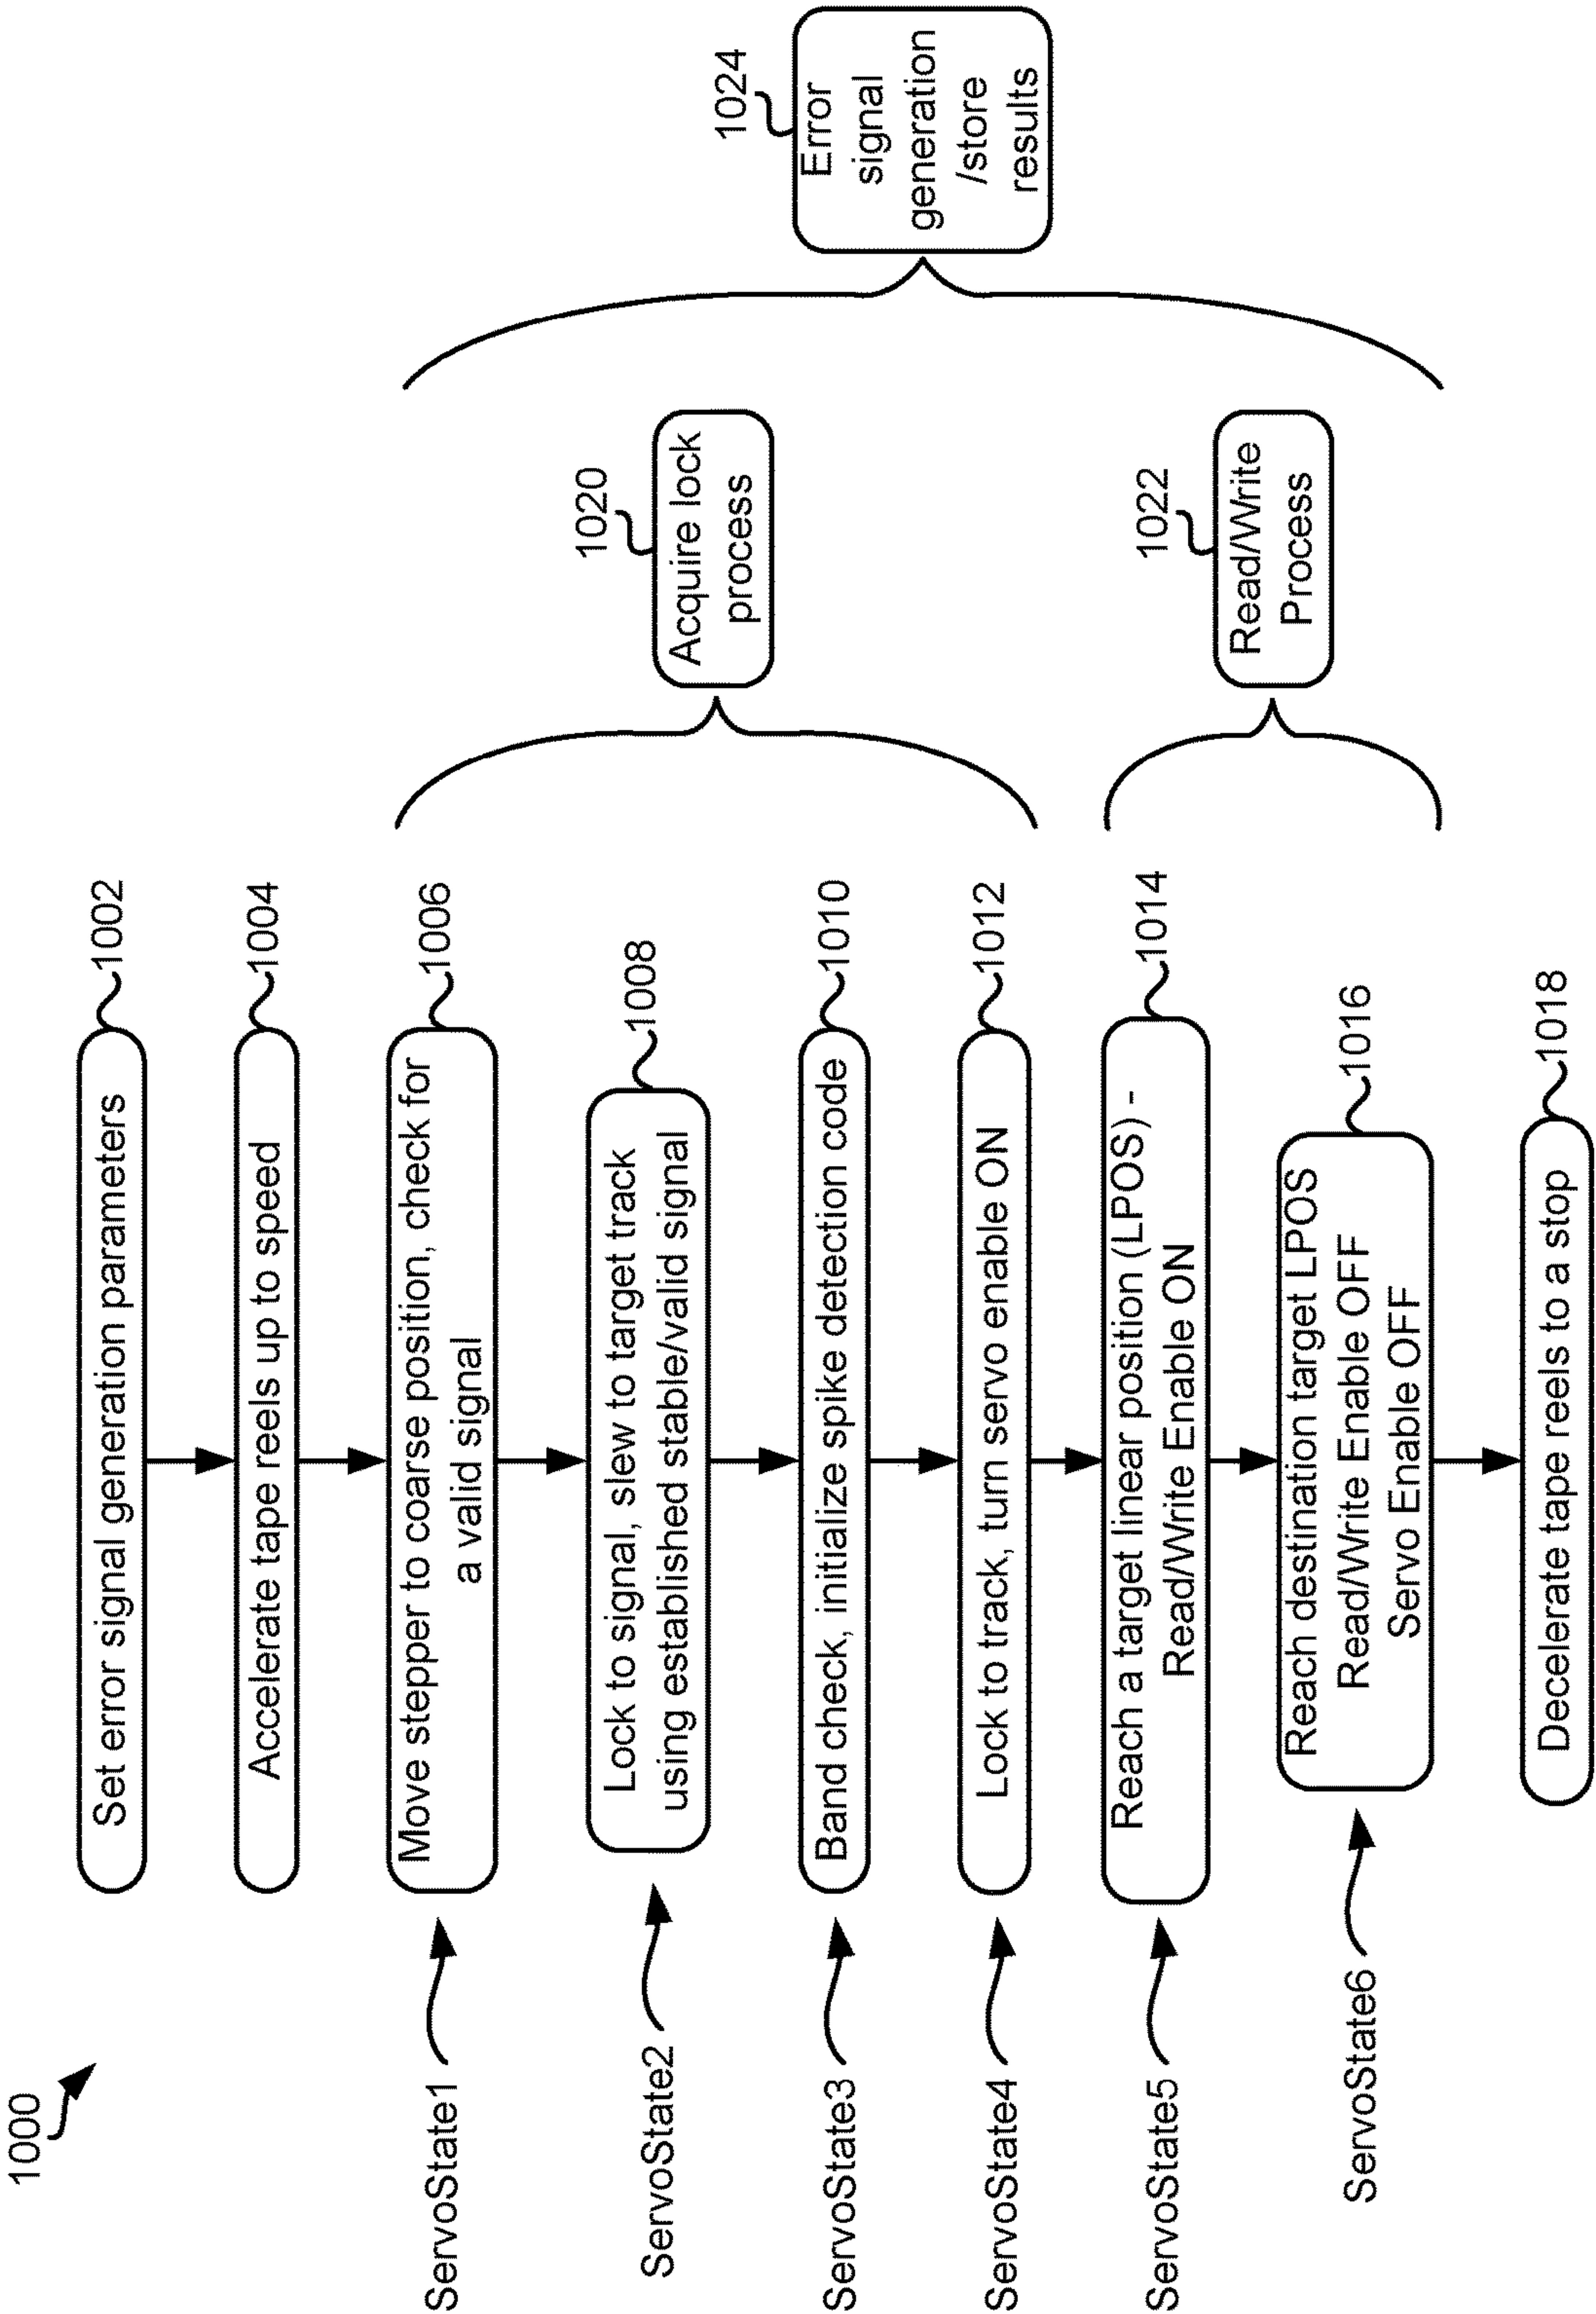 1000
Set error signal generation parameters
1002
Accelerate tape reels up to speed
1004
ServoState1
Move stepper to coarse position, check for
a valid signal
1006
ServoState2
Lock to signal, slew to target track
using established stable/valid signal
1008
ServoState3
Band check, initialize spike detection code
1010
ServoState4
Lock to track, turn servo enable ON
1012
ServoState5
Reach a target linear position (LPOS) -
Read/Write Enable ON
1014
ServoState6
Reach destination target LPOS
Read/Write Enable OFF
Servo Enable OFF
1016
Decelerate tape reels to a stop
1018
1020
Acquire lock
process
1022
Read/Write
Process
1024
Error
signal
generation
/store
results